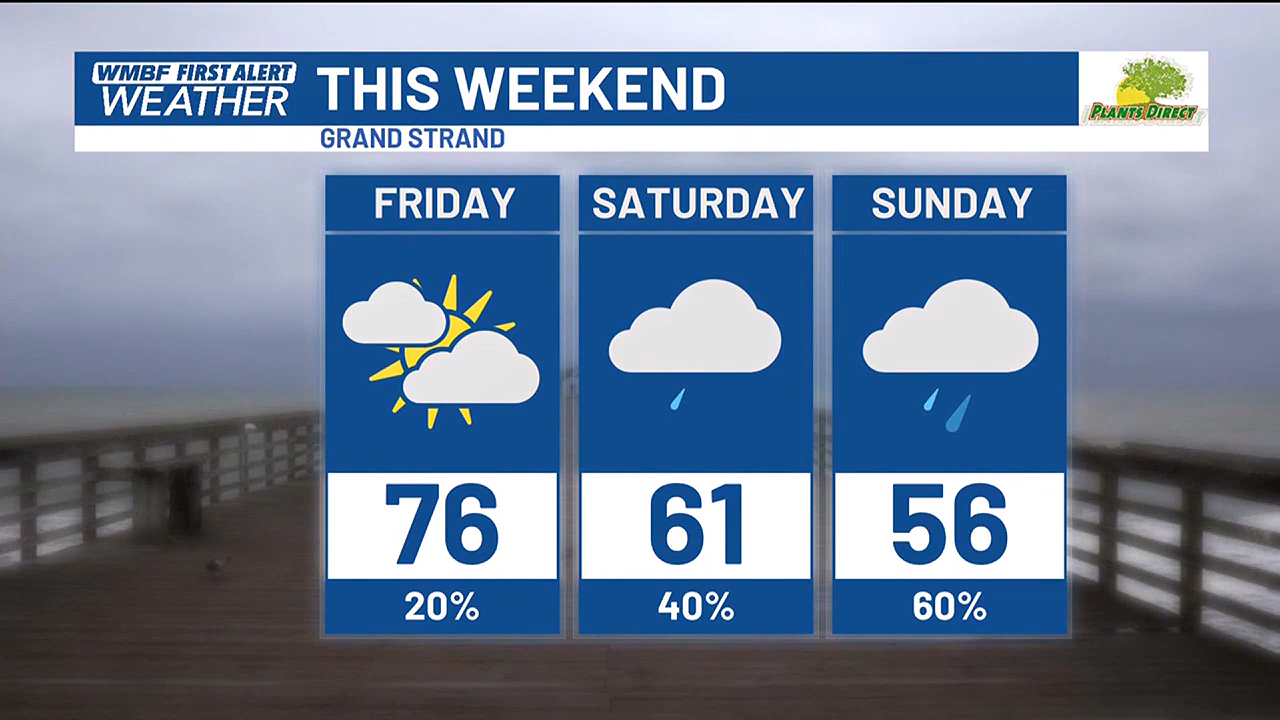 WMBF FIRST ALERT
WEATHER
THIS WEEKEND
PLANTS DIRECT
GRAND STRAND
FRIDAY
SATURDAY
SUNDAY
76
61
56
20%
40%
60%